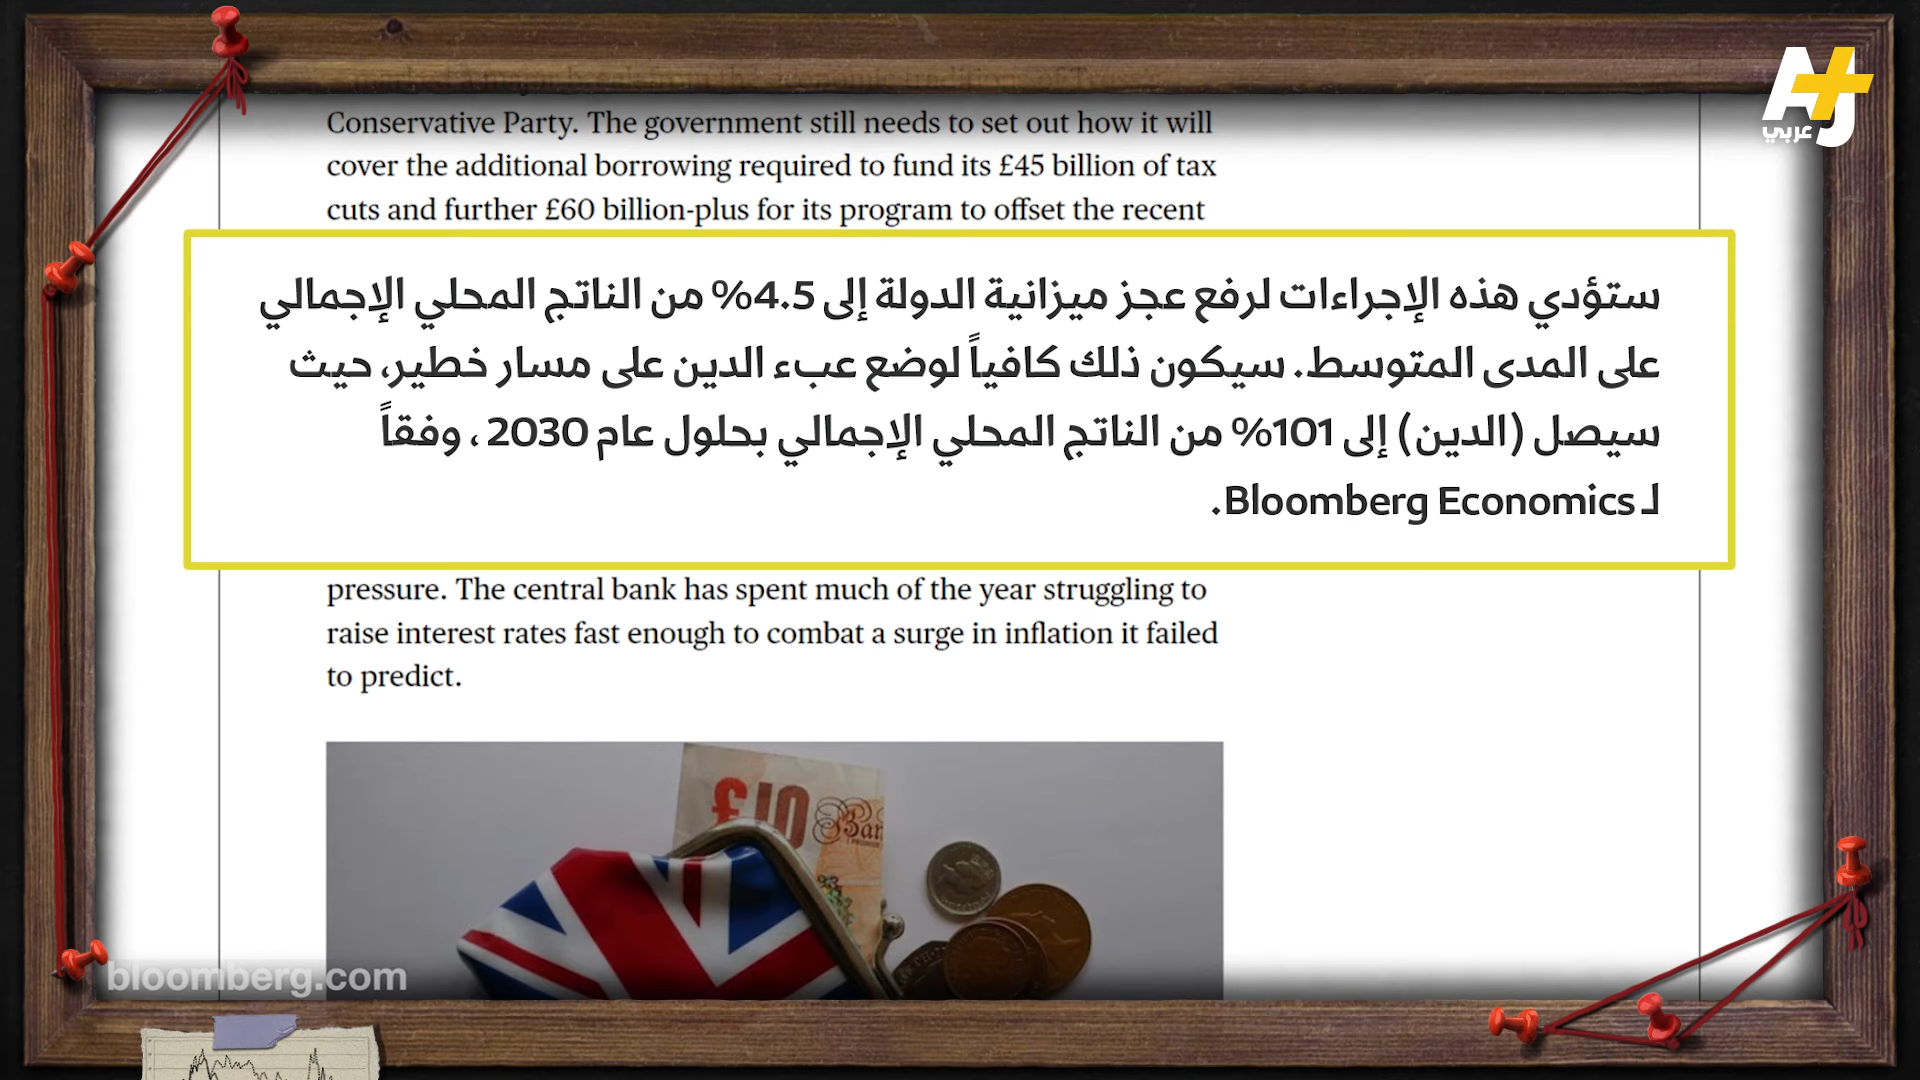 عربي
Conservative Party. The government still needs to set out how it will
cover the additional borrowing required to fund its £45 billion of tax
cuts and further £60 billion-plus for its program to offset the recent
ستؤدي هذه الإجراءات لرفع عجز ميزانية الدولة إلى 4.5% من الناتج المحلي الإجمالي
على المدى المتوسط. سيكون ذلك كافياً لوضع عبء الدين على مسار خطير، حيث
سيصل (الدين) إلى 101% من الناتج المحلي الإجمالي بحلول عام 2030، وفقاً
لـ Bloomberg Economics.
pressure. The central bank has spent much of the year struggling to
raise interest rates fast enough to combat a surge in inflation it failed
to predict.
£10
bloomberg.com